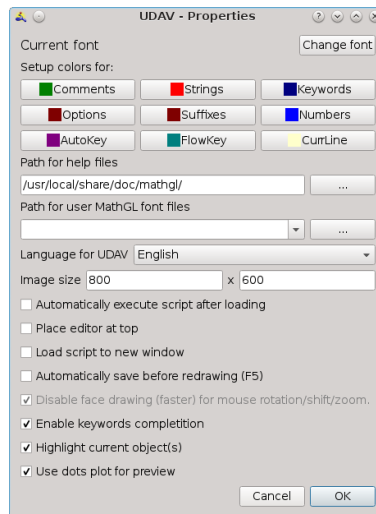 UDAV - Properties
Current font Change font
Setup colors for:
Comments Strings Keywords
Options Suffixes Numbers
AutoKey FlowKey CurrLine
Path for help files
/usr/local/share/doc/mathgl/ ...
Path for user MathGL font files
...
Language for UDAV English
Image size 800 x 600
Automatically execute script after loading
Place editor at top
Load script to new window
Automatically save before redrawing (F5)
Disable face drawing (faster) for mouse rotation/shift/zoom.
Enable keywords completition
Highlight current object(s)
Use dots plot for preview
Cancel OK